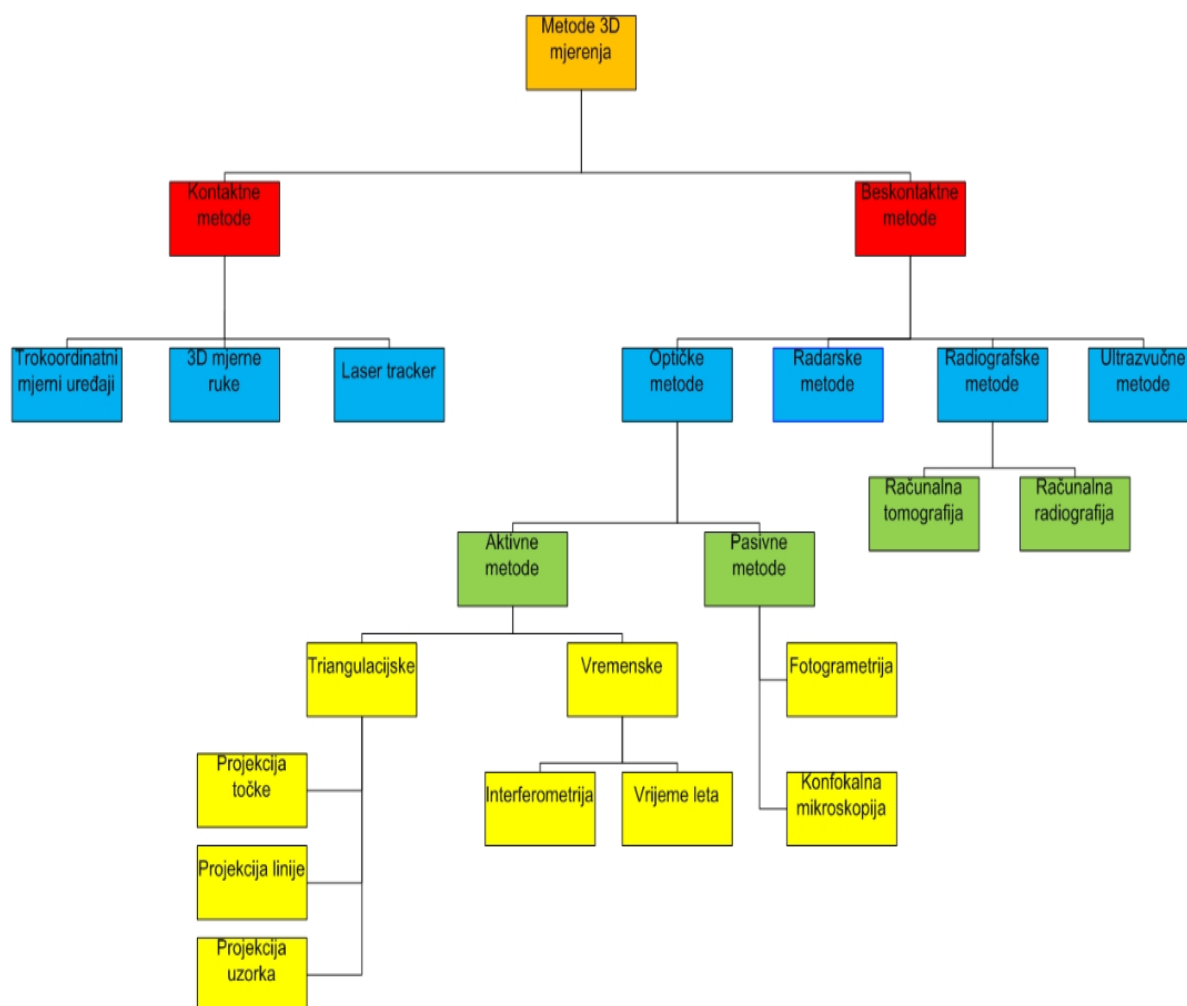 Metode 3D
mjerenja
Kontaktne
metode
Beskontaktne
metode
Trokoordinatni
mjerni uređaji
3D mjerne
ruke
Laser tracker
Optičke
metode
Radarske
metode
Radiografske
metode
Ultrazvučne
metode
Računalna
tomografija
Računalna
radiografija
Aktivne
metode
Pasivne
metode
Triangulacijske
Vremenske
Fotogrametrija
Projekcija
točke
Interferometrija
Vrijeme leta
Konfokalna
mikroskopija
Projekcija linije
Projekcija
uzorka